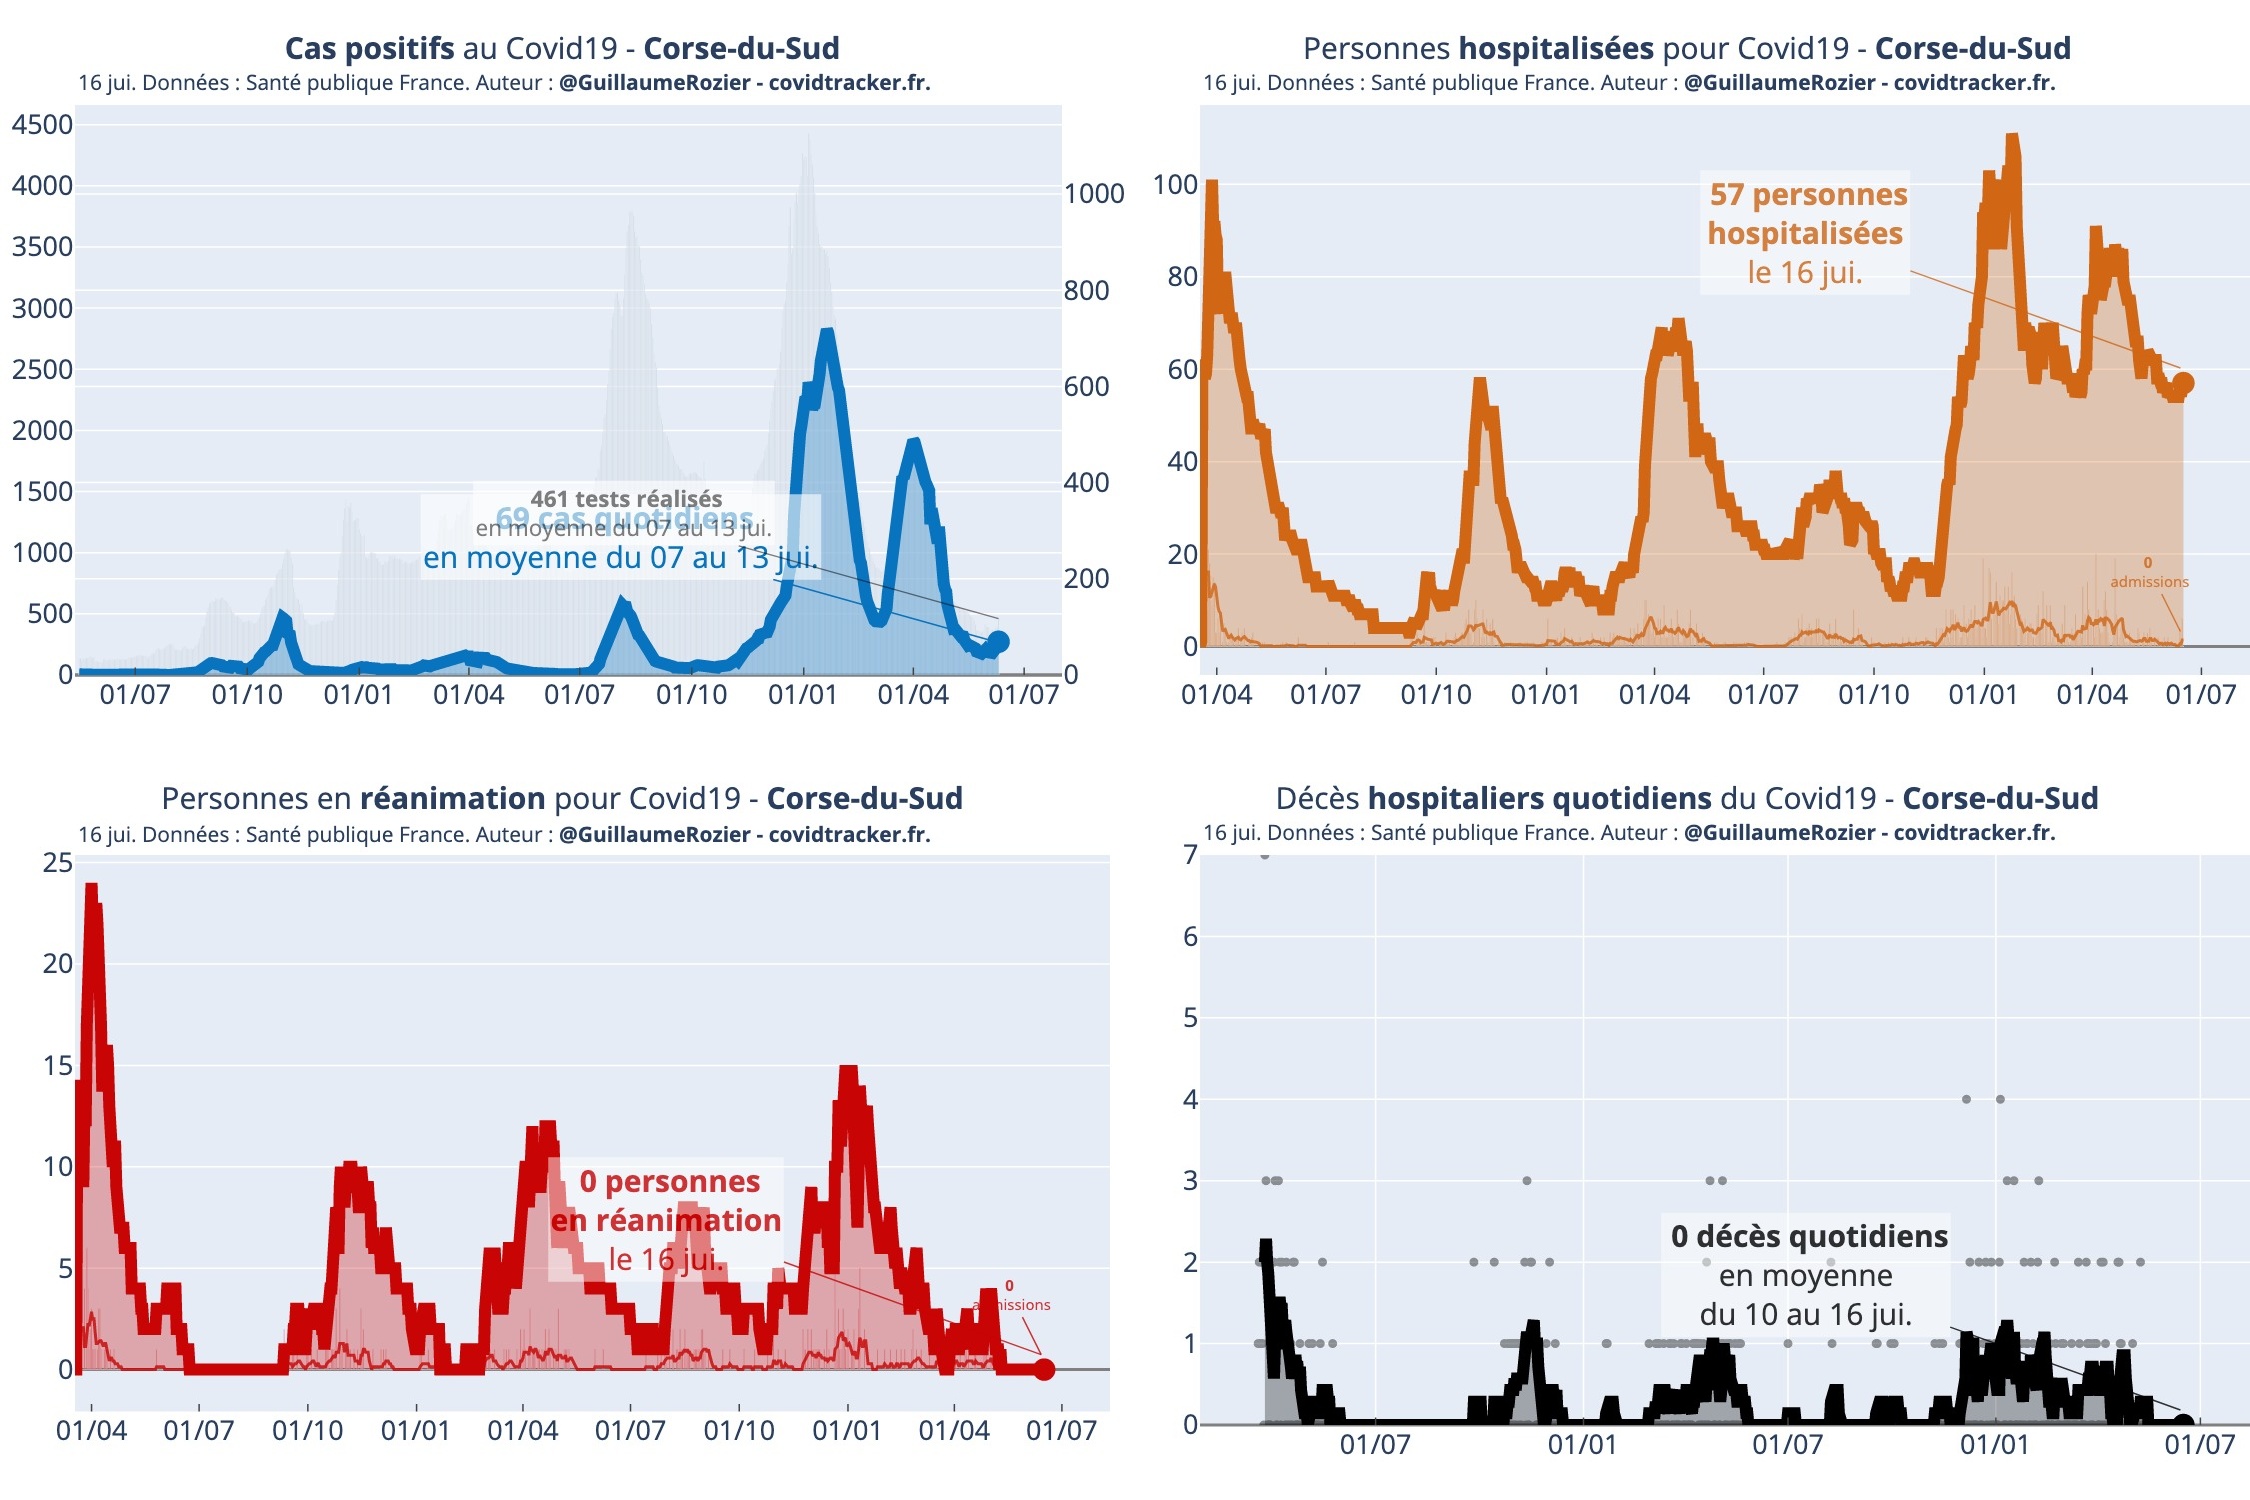 Cas positifs au Covid19 - Corse-du-Sud
16 jui. Données : Santé publique France. Auteur : @GuillaumeRozier - covidtracker.fr.
4500
4000
3500
3000
2500
2000
1500
1000
500
0
1000
800
600
400
200
0
461 tests réalisés
en moyenne du 07 au 13 jui.
69 cas quotidiens
en moyenne du 07 au 13 jui.
01/07 01/10 01/01 01/04 01/07 01/10 01/01 01/04 01/07
Personnes hospitalisées pour Covid19 - Corse-du-Sud
16 jui. Données : Santé publique France. Auteur : @GuillaumeRozier - covidtracker.fr.
100
80
60
40
20
0
57 personnes
hospitalisées
le 16 jui.
0
admissions
01/04 01/07 01/10 01/01 01/04 01/07 01/10 01/01 01/04 01/07
Personnes en réanimation pour Covid19 - Corse-du-Sud
16 jui. Données : Santé publique France. Auteur : @GuillaumeRozier - covidtracker.fr.
25
20
15
10
5
0
0 personnes
en réanimation
le 16 jui.
0
admissions
01/04 01/07 01/10 01/01 01/04 01/07 01/10 01/01 01/04 01/07
Décès hospitaliers quotidiens du Covid19 - Corse-du-Sud
16 jui. Données : Santé publique France. Auteur : @GuillaumeRozier - covidtracker.fr.
7
6
5
4
3
2
1
0
0 décès quotidiens
en moyenne
du 10 au 16 jui.
01/07 01/01 01/07 01/01 01/07